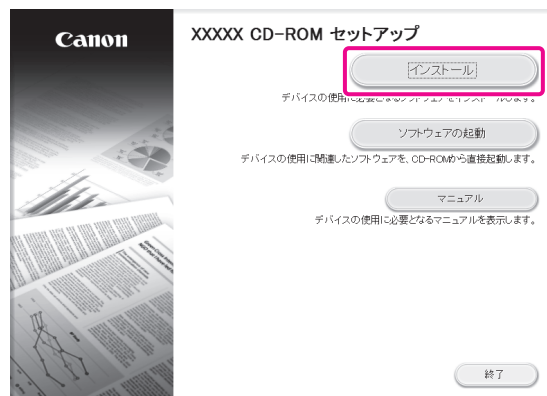 Canon
XXXXX CD-ROM セットアップ
インストール
デバイスの使用に必要となるソフトウェアをインストールします。
ソフトウェアの起動
デバイスの使用に関連したソフトウェアを、CD-ROMから直接起動します。
マニュアル
デバイスの使用に必要となるマニュアルを表示します。
終了